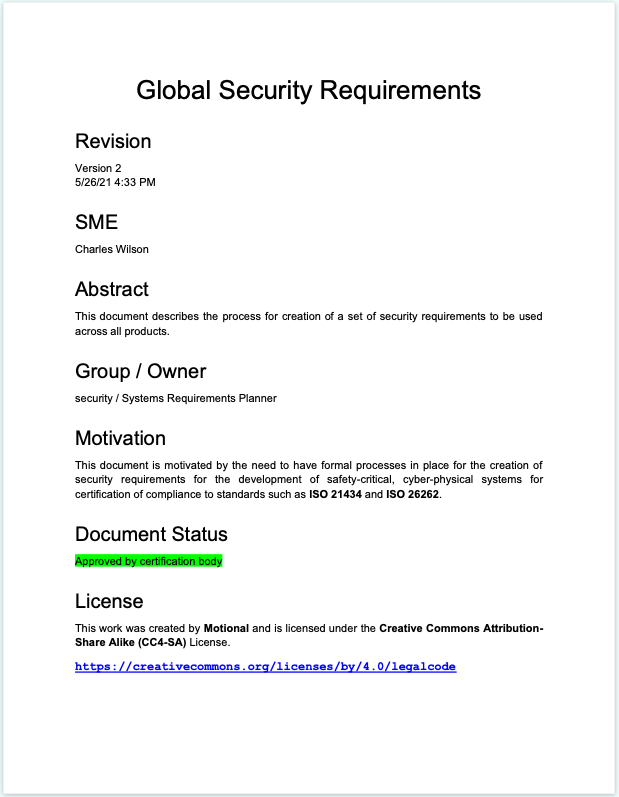 Global Security Requirements
Revision
Version 2
5/26/21 4:33 PM
SME
Charles Wilson
Abstract
This document describes the process for creation of a set of security requirements to be used
across all products.
Group / Owner
security / Systems Requirements Planner
Motivation
This document is motivated by the need to have formal processes in place for the creation of
security requirements for the development of safety-critical, cyber-physical systems for
certification of compliance to standards such as ISO 21434 and ISO 26262.
Document Status
Approved by certification body
License
This work was created by Motional and is licensed under the Creative Commons Attribution-
Share Alike (CC4-SA) License.
https://creativecommons.org/licenses/by/4.0/legalcode